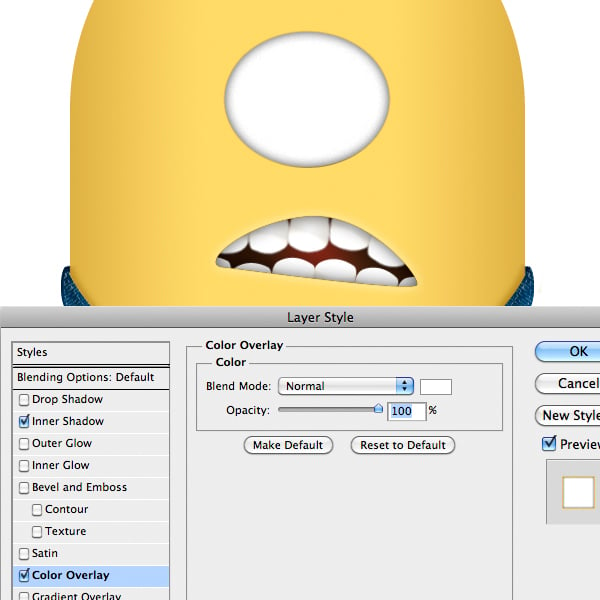 Layer Style
Styles
Blending Options: Default
Drop Shadow
Inner Shadow
Outer Glow
Inner Glow
Bevel and Emboss
Contour
Texture
Satin
Color Overlay
Gradient Overlay
Color Overlay
Color
Blend Mode: Normal
Opacity: 100 %
Make Default Reset to Default
OK
Cancel
New Style
Preview